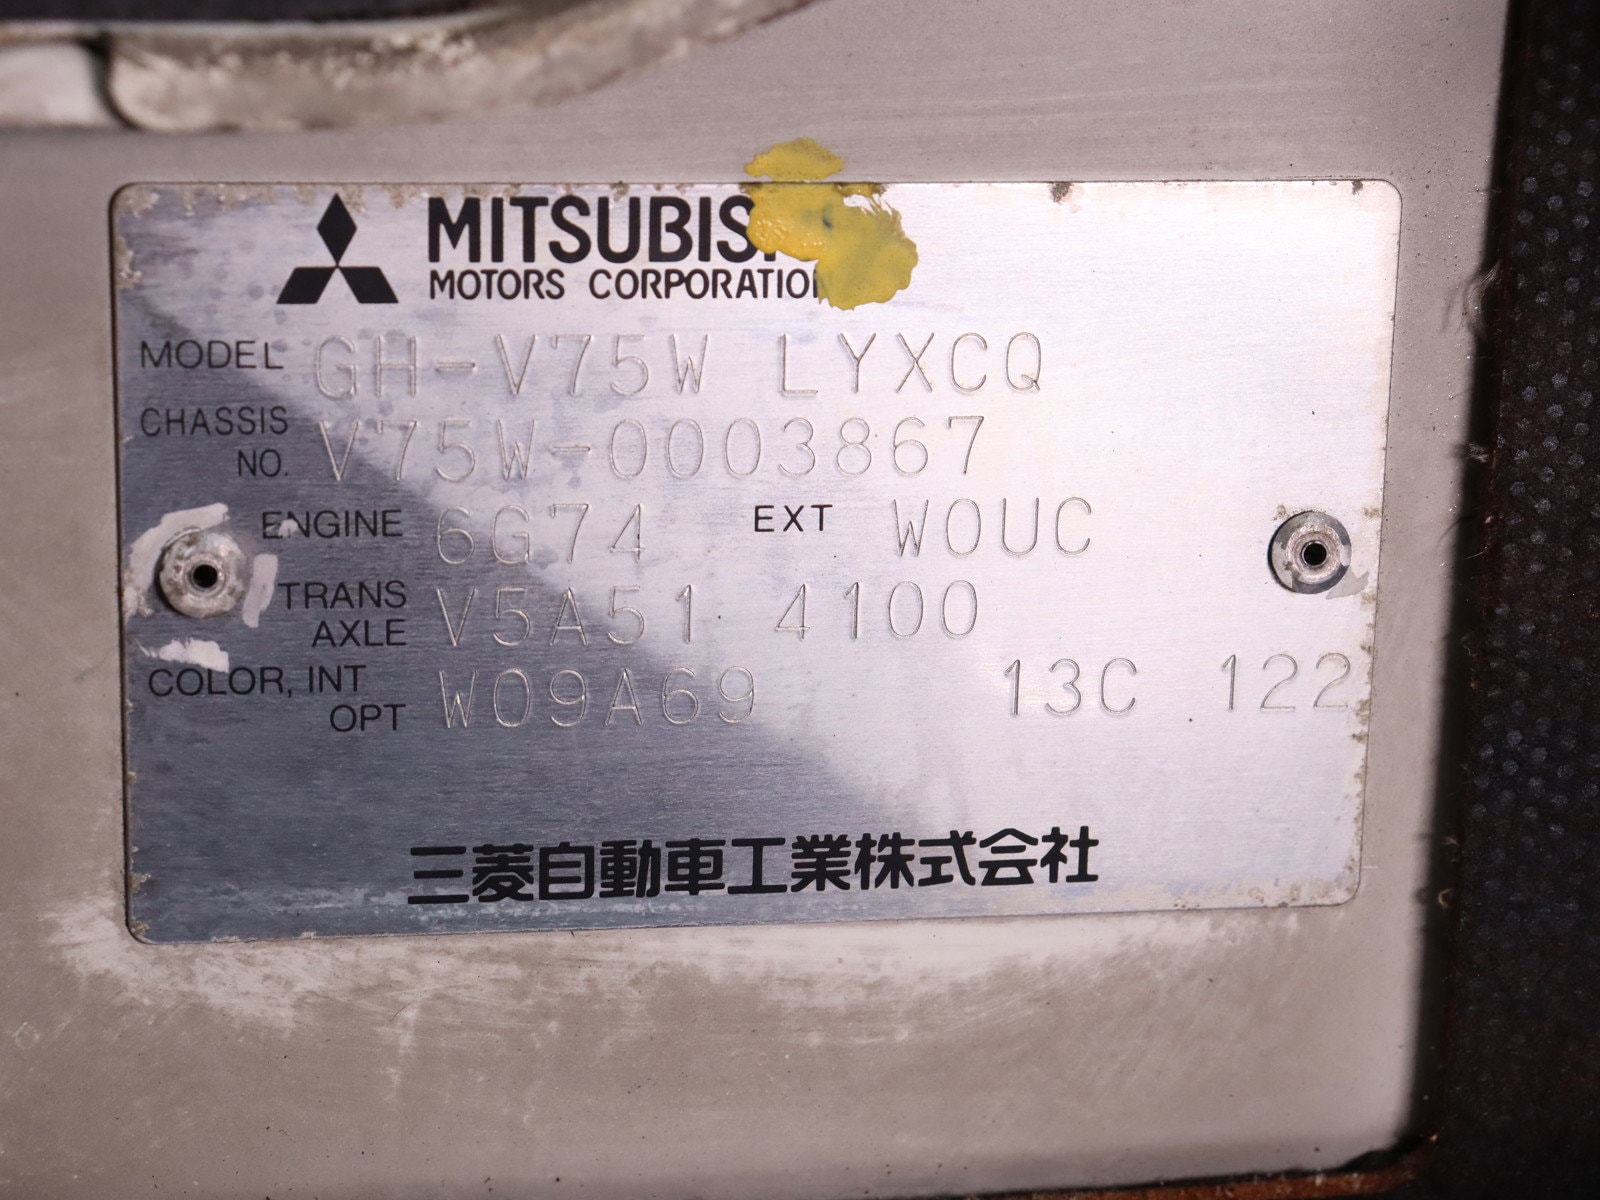 MITSUBIS
MOTORS CORPORATION
MODEL GH-V75W LYXCQ
CHASSIS NO. V75W-0003867
ENGINE 6G74 EXT W0UC
TRANS AXLE V5A51 4100
COLOR, INT OPT W09A69 13C 122
三菱自動車工業株式会社